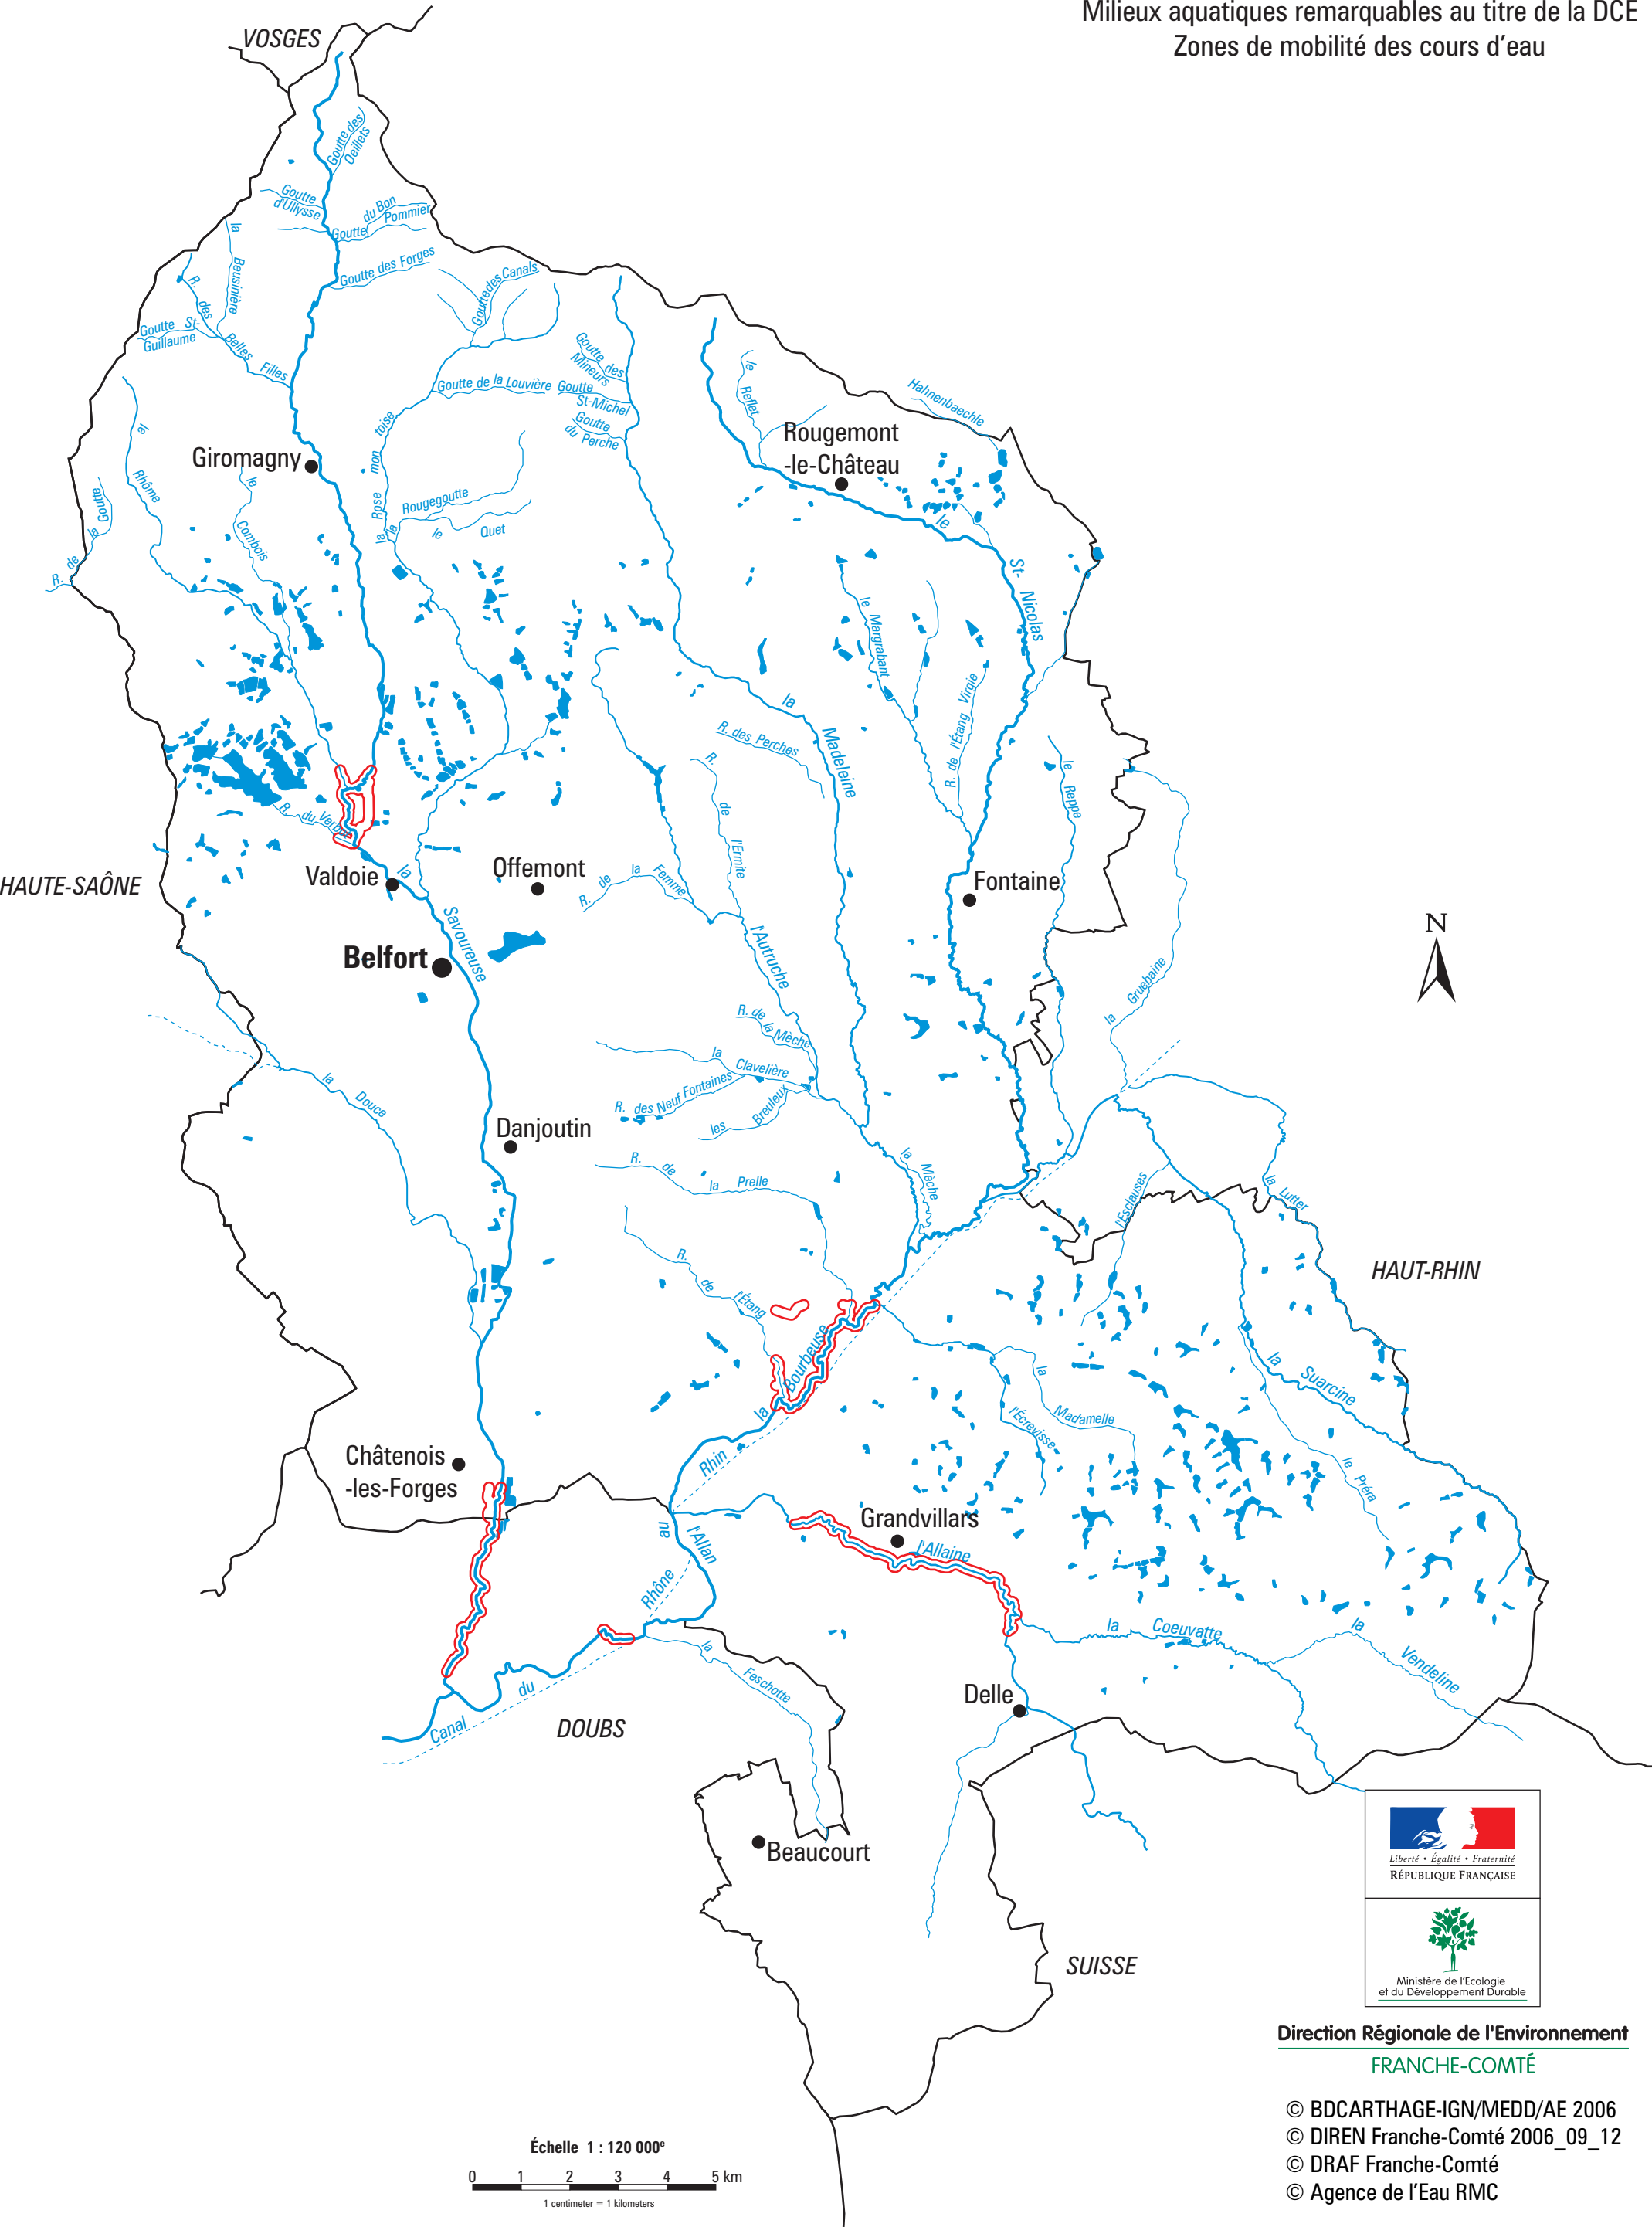 Milieux aquatiques remarquables au titre de la DCE
Zones de mobilité des cours d'eau
VOSGES
Goutte des
Oeillets
Goutte
d'Ullysse
du Bon
Pommier
Goutte
la
Beusinière
Goutte des Forges
R. des
Goutte des Canals
Goutte St-
Guillaume
Belles
Filles
Goutte des
Mineurs
le
Reflet
Goutte de la Louvière
Goutte
St-Michel
Hahnenbaechle
Goutte
du Perche
la Rosemontoise
le
Rhôme
Giromagny
Rougemont
-le-Château
le
Combois
R. de la Goutte
la Rougegoutte
le Quet
le
St-
Nicolas
le Margrabant
R. de l'Étang Virgie
la
Madeleine
R. des Perches
R. de l'Ermite
le Reppe
R. du Verboz
HAUTE-SAÔNE
Valdoie
la
Savoureuse
Offemont
R. de la Femme
Fontaine
l'Autruche
Belfort
N
la Gruebaine
R. de
la Mèche
la Clavelière
R. des Neuf Fontaines
les Breuleux
la
Douce
Danjoutin
la
Mèche
R. de la Prelle
l'Esclauses
la Lutter
R. de l'Étang
HAUT-RHIN
la Bourbeuse
la
Suarcine
la
Madamelle
l'Écrevisse
Châtenois
-les-Forges
Rhin
le Préra
Grandvillars
au
l'Allan
l'Allaine
Rhône
la Coeuvatte
la
Vendeline
la
Feschotte
Delle
du
Canal
DOUBS
Beaucourt
Liberté • Égalité • Fraternité
RÉPUBLIQUE FRANÇAISE
SUISSE
Ministère de l'Ecologie
et du Développement Durable
Direction Régionale de l'Environnement
FRANCHE-COMTÉ
© BDCARTHAGE-IGN/MEDD/AE 2006
© DIREN Franche-Comté 2006_09_12
© DRAF Franche-Comté
© Agence de l'Eau RMC
Échelle 1 : 120 000e
0 1 2 3 4 5 km
1 centimeter = 1 kilometers